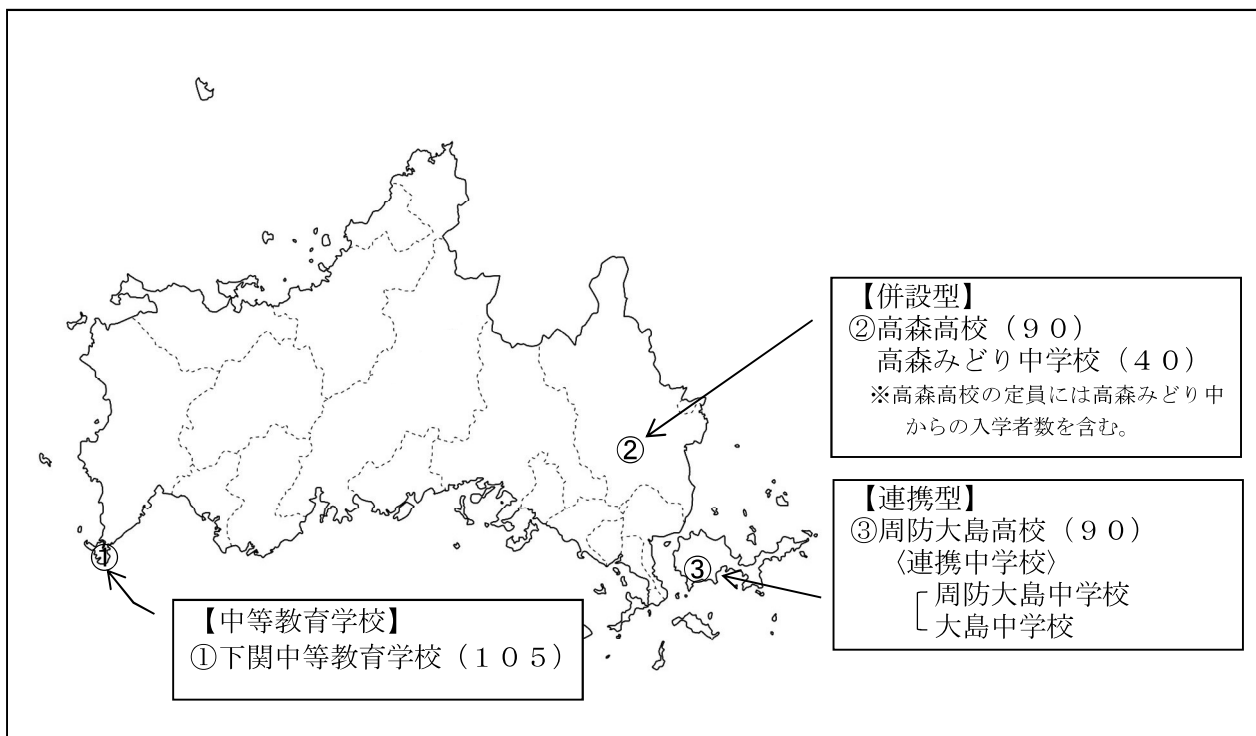 【併設型】
②高森高校（９０）
高森みどり中学校（４０）
※高森高校の定員には高森みどり中
からの入学者数を含む。
②
【連携型】
③周防大島高校（９０）
〈連携中学校〉
周防大島中学校
大島中学校
③
①
【中等教育学校】
①下関中等教育学校（１０５）